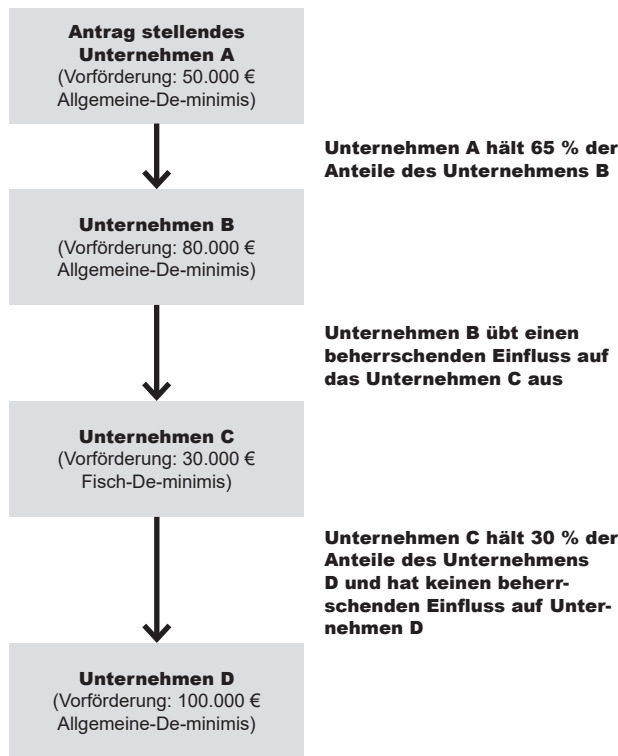 Antrag stellendes
Unternehmen A
(Vorförderung: 50.000 €
Allgemeine-De-minimis)
Unternehmen A hält 65 % der
Anteile des Unternehmens B
Unternehmen B
(Vorförderung: 80.000 €
Allgemeine-De-minimis)
Unternehmen B übt einen
beherrschenden Einfluss auf
das Unternehmen C aus
Unternehmen C
(Vorförderung: 30.000 €
Fisch-De-minimis)
Unternehmen C hält 30 % der
Anteile des Unternehmens
D und hat keinen beherr-
schenden Einfluss auf Unter-
nehmen D
Unternehmen D
(Vorförderung: 100.000 €
Allgemeine-De-minimis)